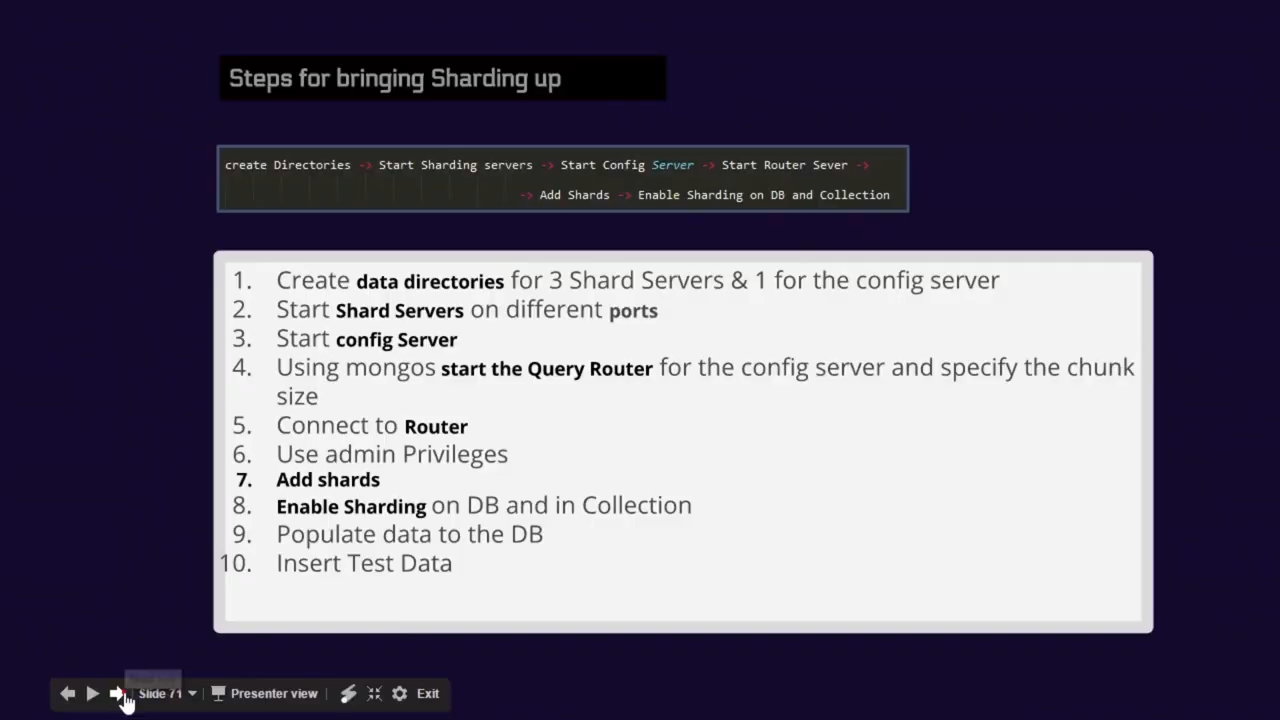 Steps for bringing Sharding up
create Directories -> Start Sharding servers -> Start Config Server -> Start Router Sever ->
-> Add Shards -> Enable Sharding on DB and Collection
1. Create data directories for 3 Shard Servers & 1 for the config server
2. Start Shard Servers on different ports
3. Start config Server
4. Using mongos start the Query Router for the config server and specify the chunk
size
5. Connect to Router
6. Use admin Privileges
7. Add shards
8. Enable Sharding on DB and in Collection
9. Populate data to the DB
10. Insert Test Data
Slide 71 Presenter view Exit